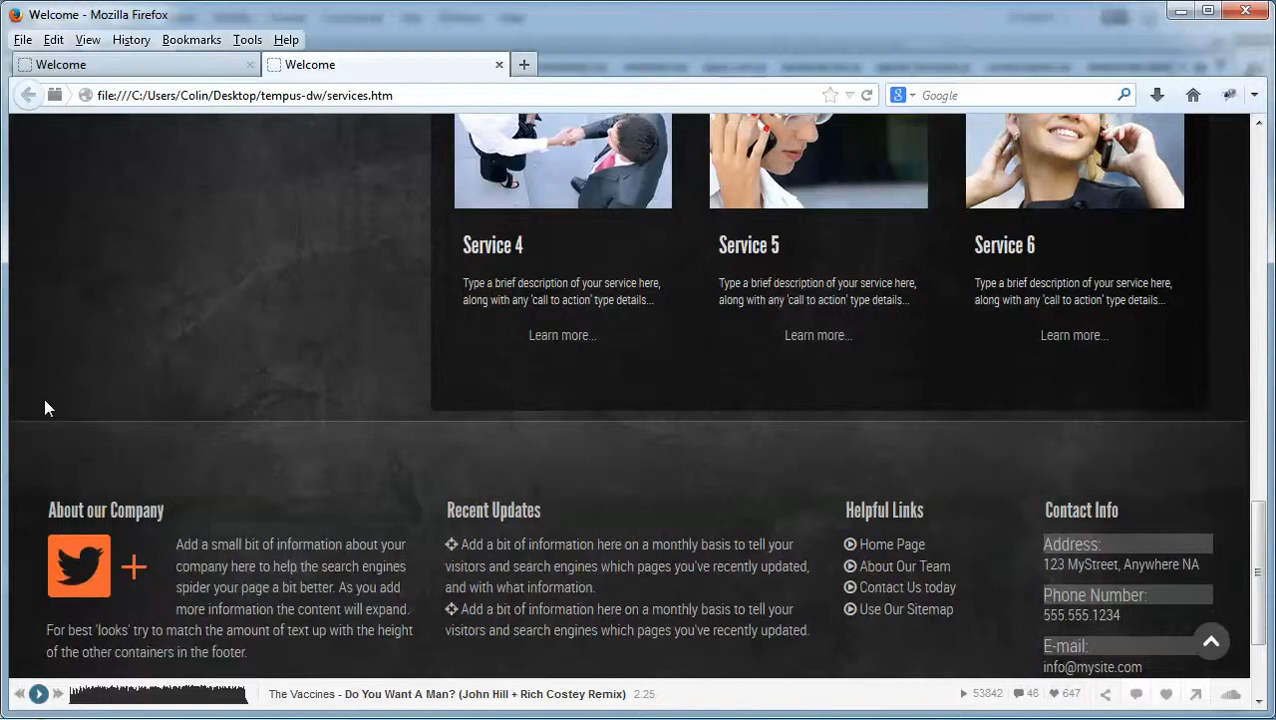 Welcome - Mozilla Firefox
File Edit View History Bookmarks Tools Help
Welcome
Welcome
file:///C:/Users/Colin/Desktop/tempus-dw/services.htm
Google
Service 4
Type a brief description of your service here,
along with any 'call to action' type details...
Learn more...
Service 5
Type a brief description of your service here,
along with any 'call to action' type details...
Learn more...
Service 6
Type a brief description of your service here,
along with any 'call to action' type details...
Learn more...
About our Company
Add a small bit of information about your
company here to help the search engines
spider your page a bit better. As you add
more information the content will expand.
For best 'looks' try to match the amount of text up with the height
of the other containers in the footer.
Recent Updates
Add a bit of information here on a monthly basis to tell your
visitors and search engines which pages you've recently updated,
and with what information.
Add a bit of information here on a monthly basis to tell your
visitors and search engines which pages you've recently updated.
Helpful Links
Home Page
About Our Team
Contact Us today
Use Our Sitemap
Contact Info
Address:
123 MyStreet, Anywhere NA
Phone Number:
555.555.1234
E-mail:
info@mysite.com
The Vaccines - Do You Want A Man? (John Hill + Rich Costey Remix) 2.25
53842 46 647